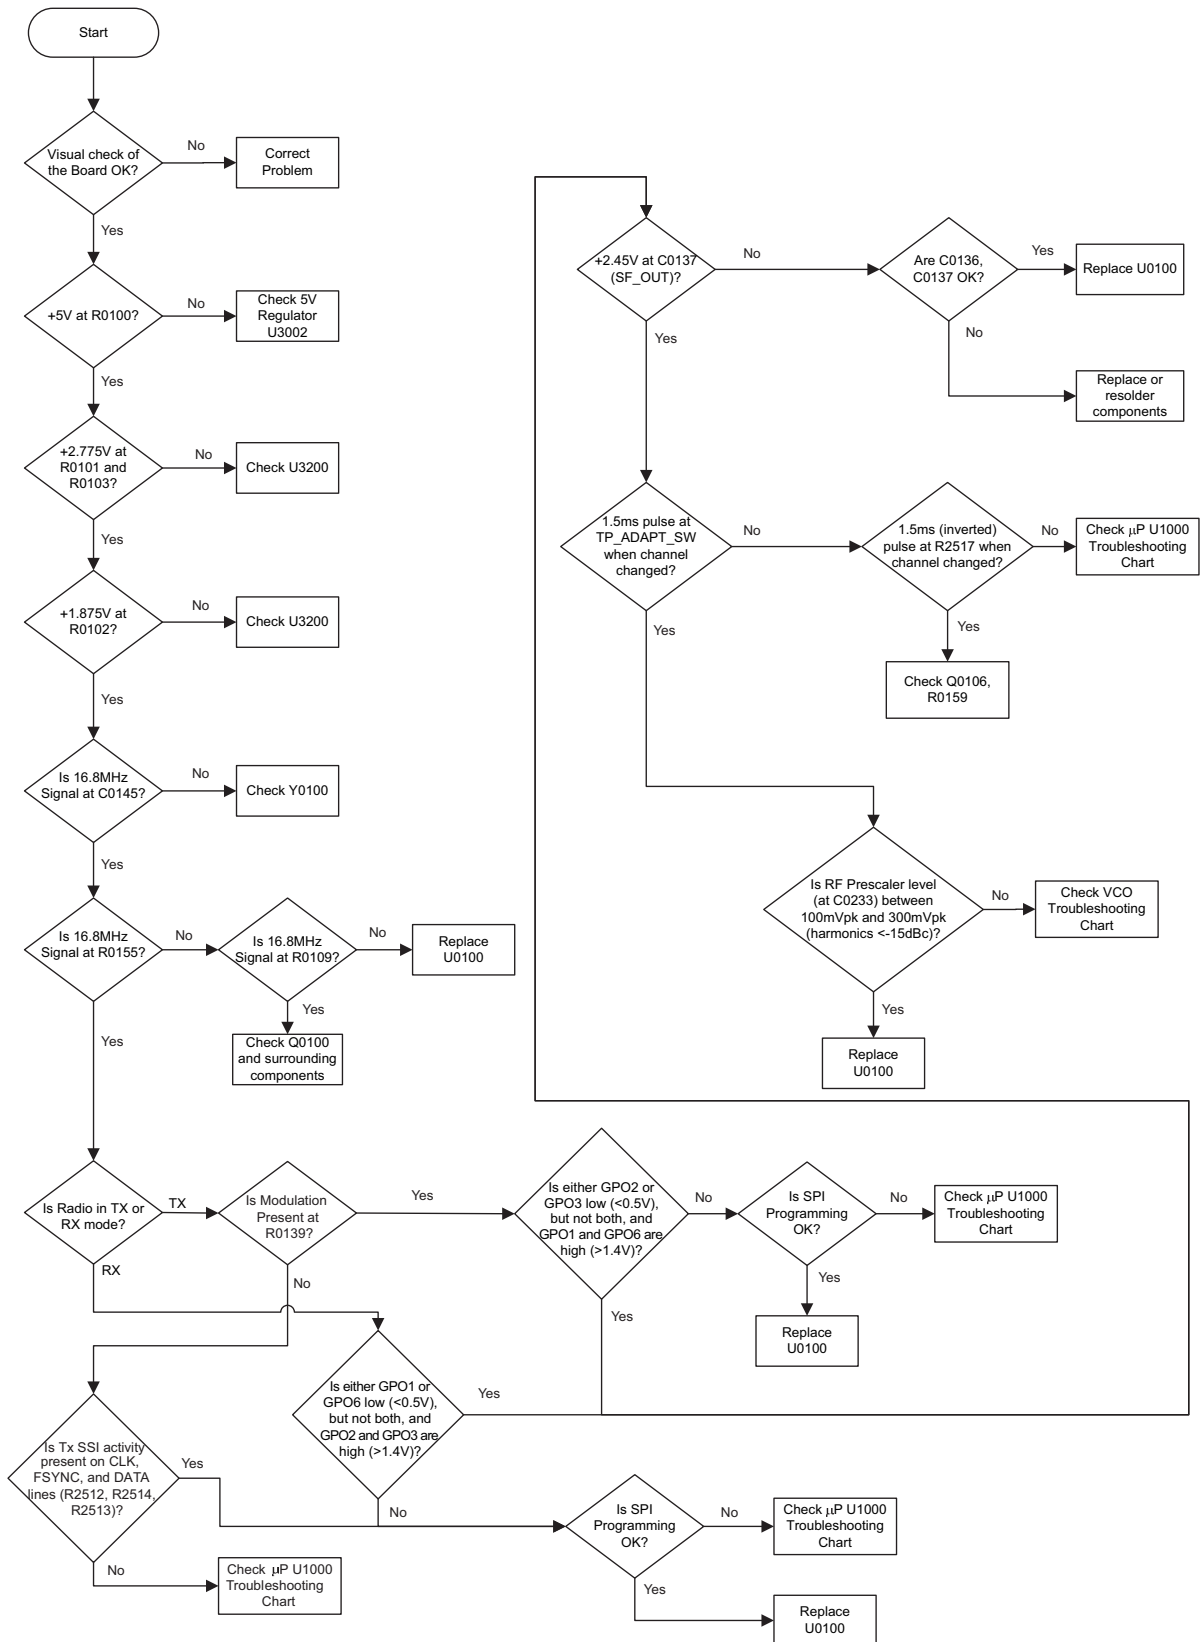 Start
Visual check of
the Board OK?
No
Correct
Problem
Yes
+5V at R0100?
No
Check 5V
Regulator
U3002
Yes
+2.775V at
R0101 and
R0103?
No
Check U3200
Yes
+1.875V at
R0102?
No
Check U3200
Yes
Is 16.8MHz
Signal at C0145?
No
Check Y0100
Yes
Is 16.8MHz
Signal at R0155?
No
Is 16.8MHz
Signal at R0109?
No
Replace
U0100
Yes
Check Q0100
and surrounding
components
Yes
Is Radio in TX or
RX mode?
TX
Is Modulation
Present at
R0139?
Yes
Is either GPO2 or
GPO3 low (<0.5V),
but not both, and
GPO1 and GPO6 are
high (>1.4V)?
No
Is SPI
Programming
OK?
No
Check µP U1000
Troubleshooting
Chart
Yes
Replace
U0100
Yes
RX
No
Is either GPO1 or
GPO6 low (<0.5V),
but not both, and
GPO2 and GPO3 are
high (>1.4V)?
Yes
No
Is Tx SSI activity
present on CLK,
FSYNC, and DATA
lines (R2512, R2514,
R2513)?
Yes
No
Check µP U1000
Troubleshooting
Chart
Is SPI
Programming
OK?
No
Check µP U1000
Troubleshooting
Chart
Yes
Replace
U0100
+2.45V at C0137
(SF_OUT)?
No
Are C0136,
C0137 OK?
Yes
Replace U0100
No
Replace or
resolder
components
Yes
1.5ms pulse at
TP_ADAPT_SW
when channel
changed?
No
1.5ms (inverted)
pulse at R2517 when
channel changed?
No
Check µP U1000
Troubleshooting
Chart
Yes
Check Q0106,
R0159
Yes
Is RF Prescaler level
(at C0233) between
100mVpk and 300mVpk
(harmonics <-15dBc)?
No
Check VCO
Troubleshooting
Chart
Yes
Replace
U0100